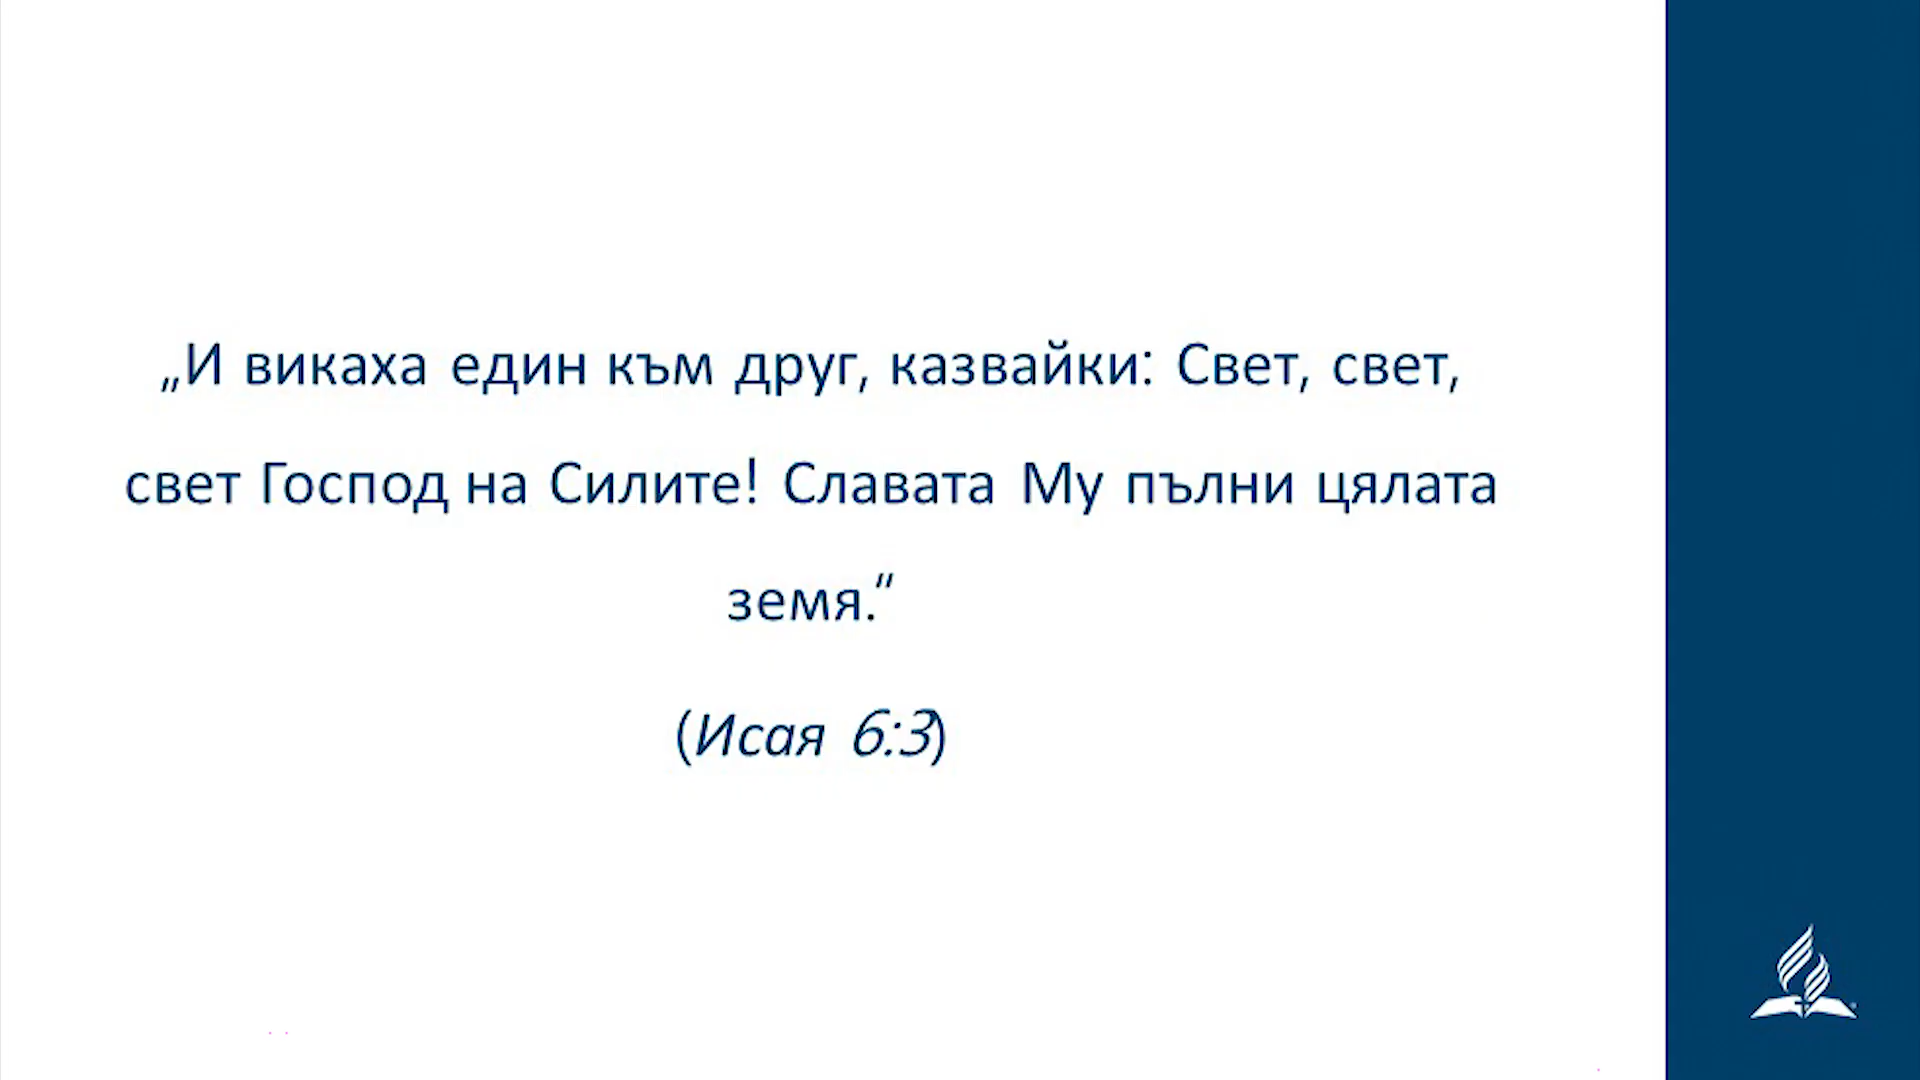 „И викаха един към друг, казвайки: Свет, свет,
свет Господ на Силите! Славата Му пълни цялата
земя.“
(Исая 6:3)